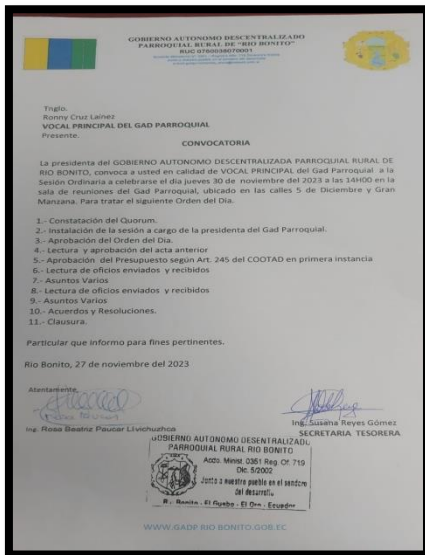 GOBIERNO AUTONOMO DESCENTRALIZADO
PARROQUIAL RURAL DE "RIO BONITO"
RUC 0760039070001
Tnglo.
Ronny Cruz Lainez
VOCAL PRINCIPAL DEL GAD PARROQUIAL
Presente.
CONVOCATORIA
La presidenta del GOBIERNO AUTONOMO DESCENTRALIZADA PARROQUIAL RURAL DE
RIO BONITO, convoca a usted en calidad de VOCAL PRINCIPAL del Gad Parroquial a la
Sesión Ordinaria a celebrarse el día jueves 30 de noviembre del 2023 a las 14H00 en la
sala de reuniones del Gad Parroquial, ubicado en las calles 5 de Diciembre y Gran
Manzana. Para tratar el siguiente Orden del Día.
1.- Constatación del Quorum.
2.- Instalación de la sesión a cargo de la presidenta del Gad Parroquial.
3.- Aprobación del Orden del Día.
4.- Lectura y aprobación del acta anterior
5.- Aprobación del Presupuesto según Art. 245 del COOTAD en primera instancia
6.- Lectura de oficios enviados y recibidos
7.- Asuntos Varios
8.- Lectura de oficios enviados y recibidos
9.- Asuntos Varios
10.- Acuerdos y Resoluciones.
11.- Clausura.
Particular que informo para fines pertinentes.
Río Bonito, 27 de noviembre del 2023
Atentamente,
Ing. Rosa Beatriz Paucar Livichuzhca
Ing. Susana Reyes Gómez
SECRETARIA TESORERA
GOBIERNO AUTONOMO DESENTRALIZADO
PARROQUIAL RURAL RIO BONITO
Acdo. Minist. 0351 Reg. Of. 719
Dic. 5/2002
Junto a nuestro pueblo en el sendero
del desarrollo
R. Bonito - El Guabo - El Oro - Ecuador
WWW.GADP.RIO BONITO.GOB.EC